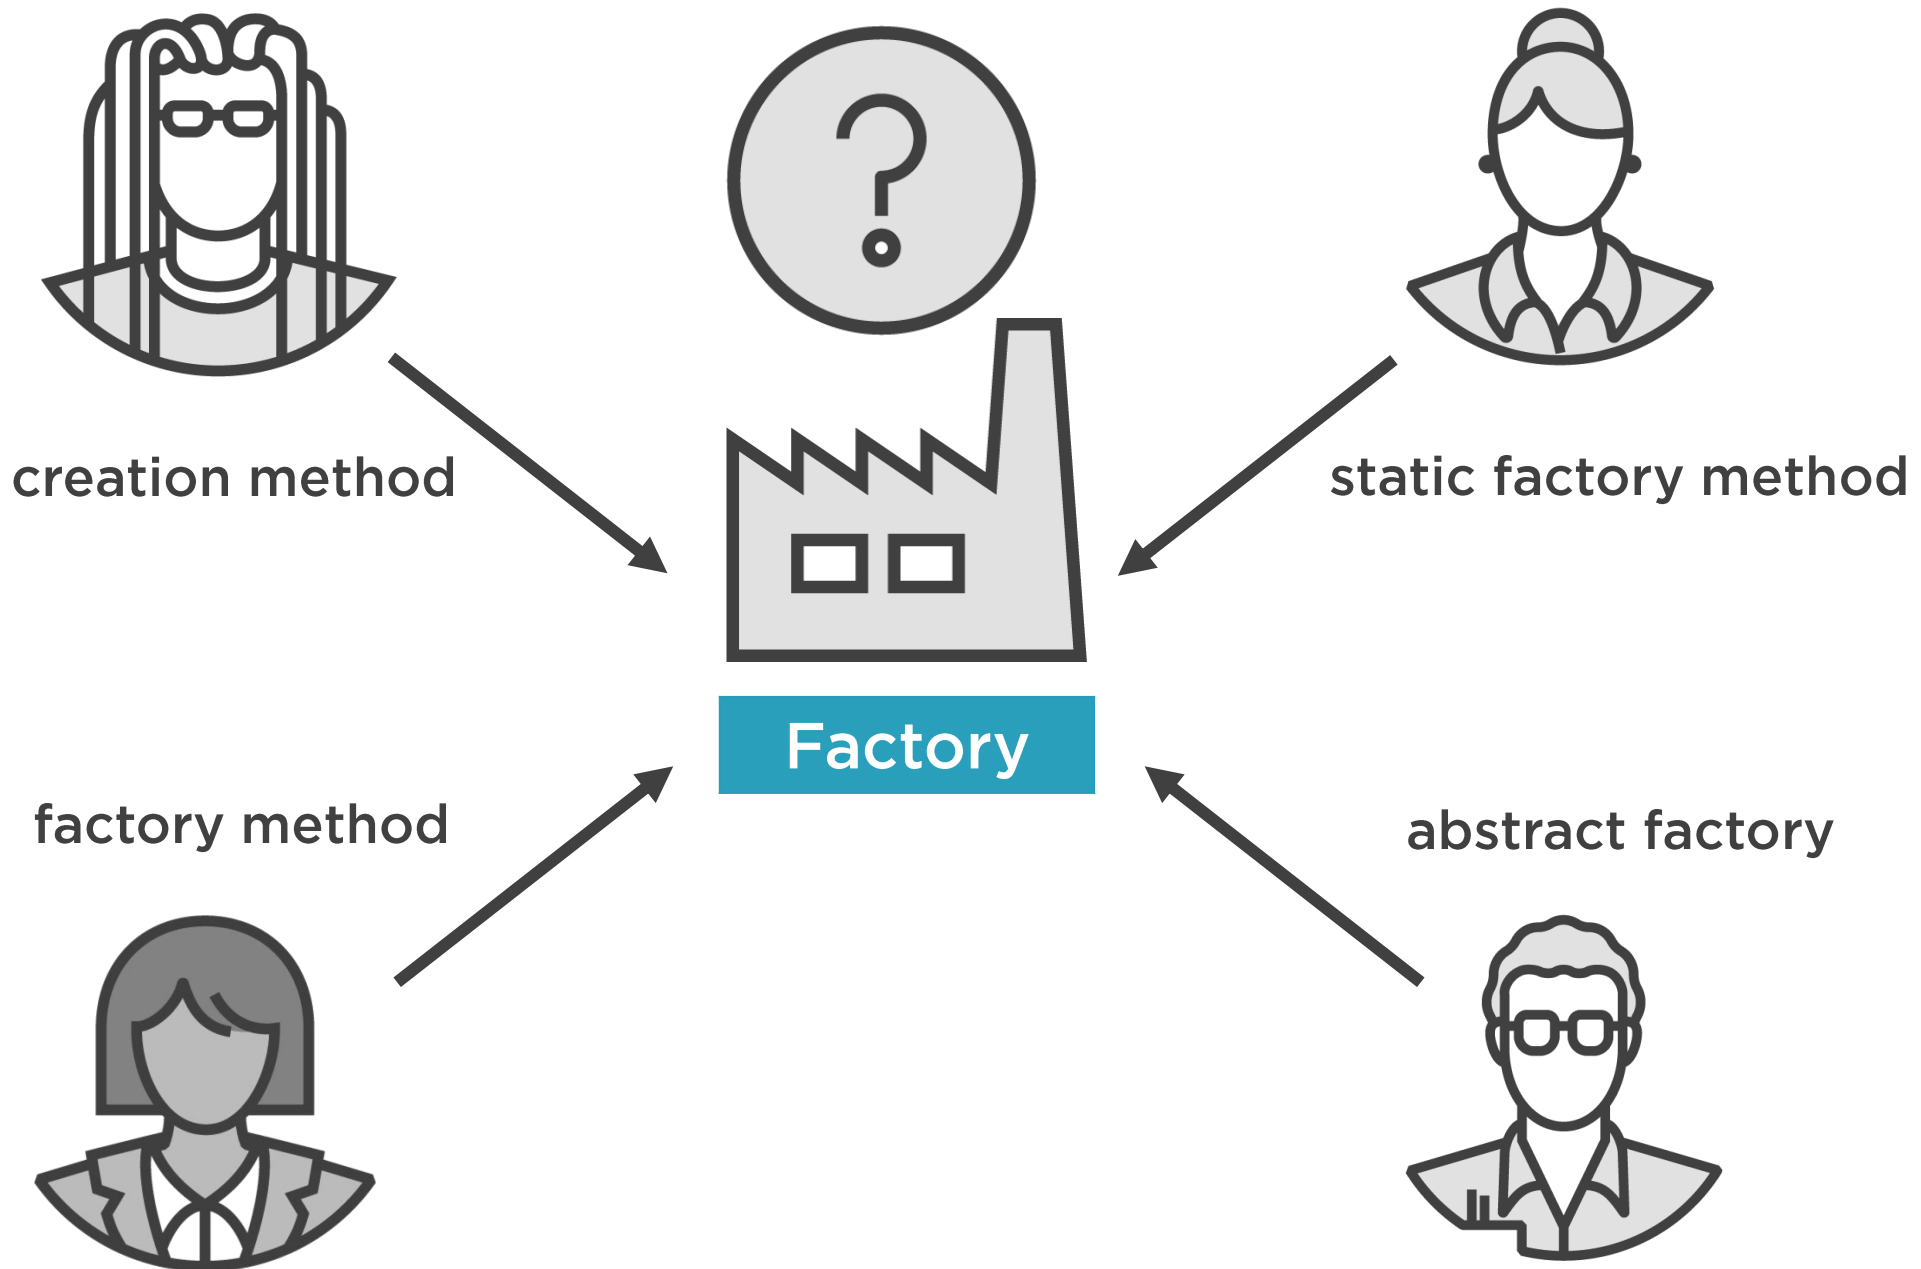 creation method
static factory method
Factory
factory method
abstract factory